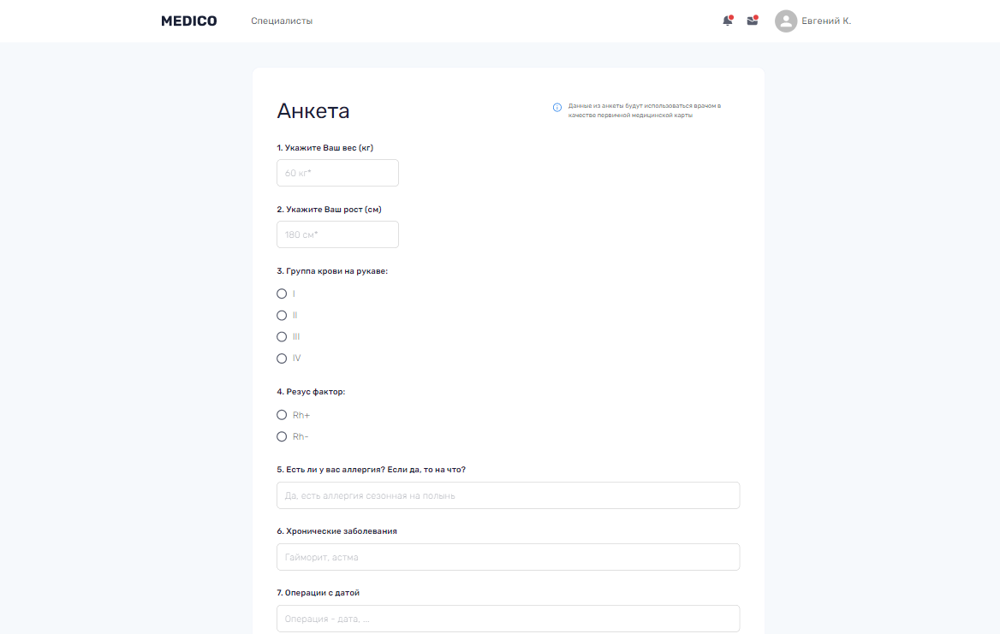 MEDICO
Специалисты
Евгений К.
Анкета
Данные из анкеты будут использоваться врачом в
качестве первичной медицинской карты
1. Укажите Ваш вес (кг)
60 кг*
2. Укажите Ваш рост (см)
180 см*
3. Группа крови на рукаве:
I
II
III
IV
4. Резус фактор:
Rh+
Rh-
5. Есть ли у вас аллергия? Если да, то на что?
Да, есть аллергия сезонная на полынь
6. Хронические заболевания
Гайморит, астма
7. Операции с датой
Операция - дата, ...